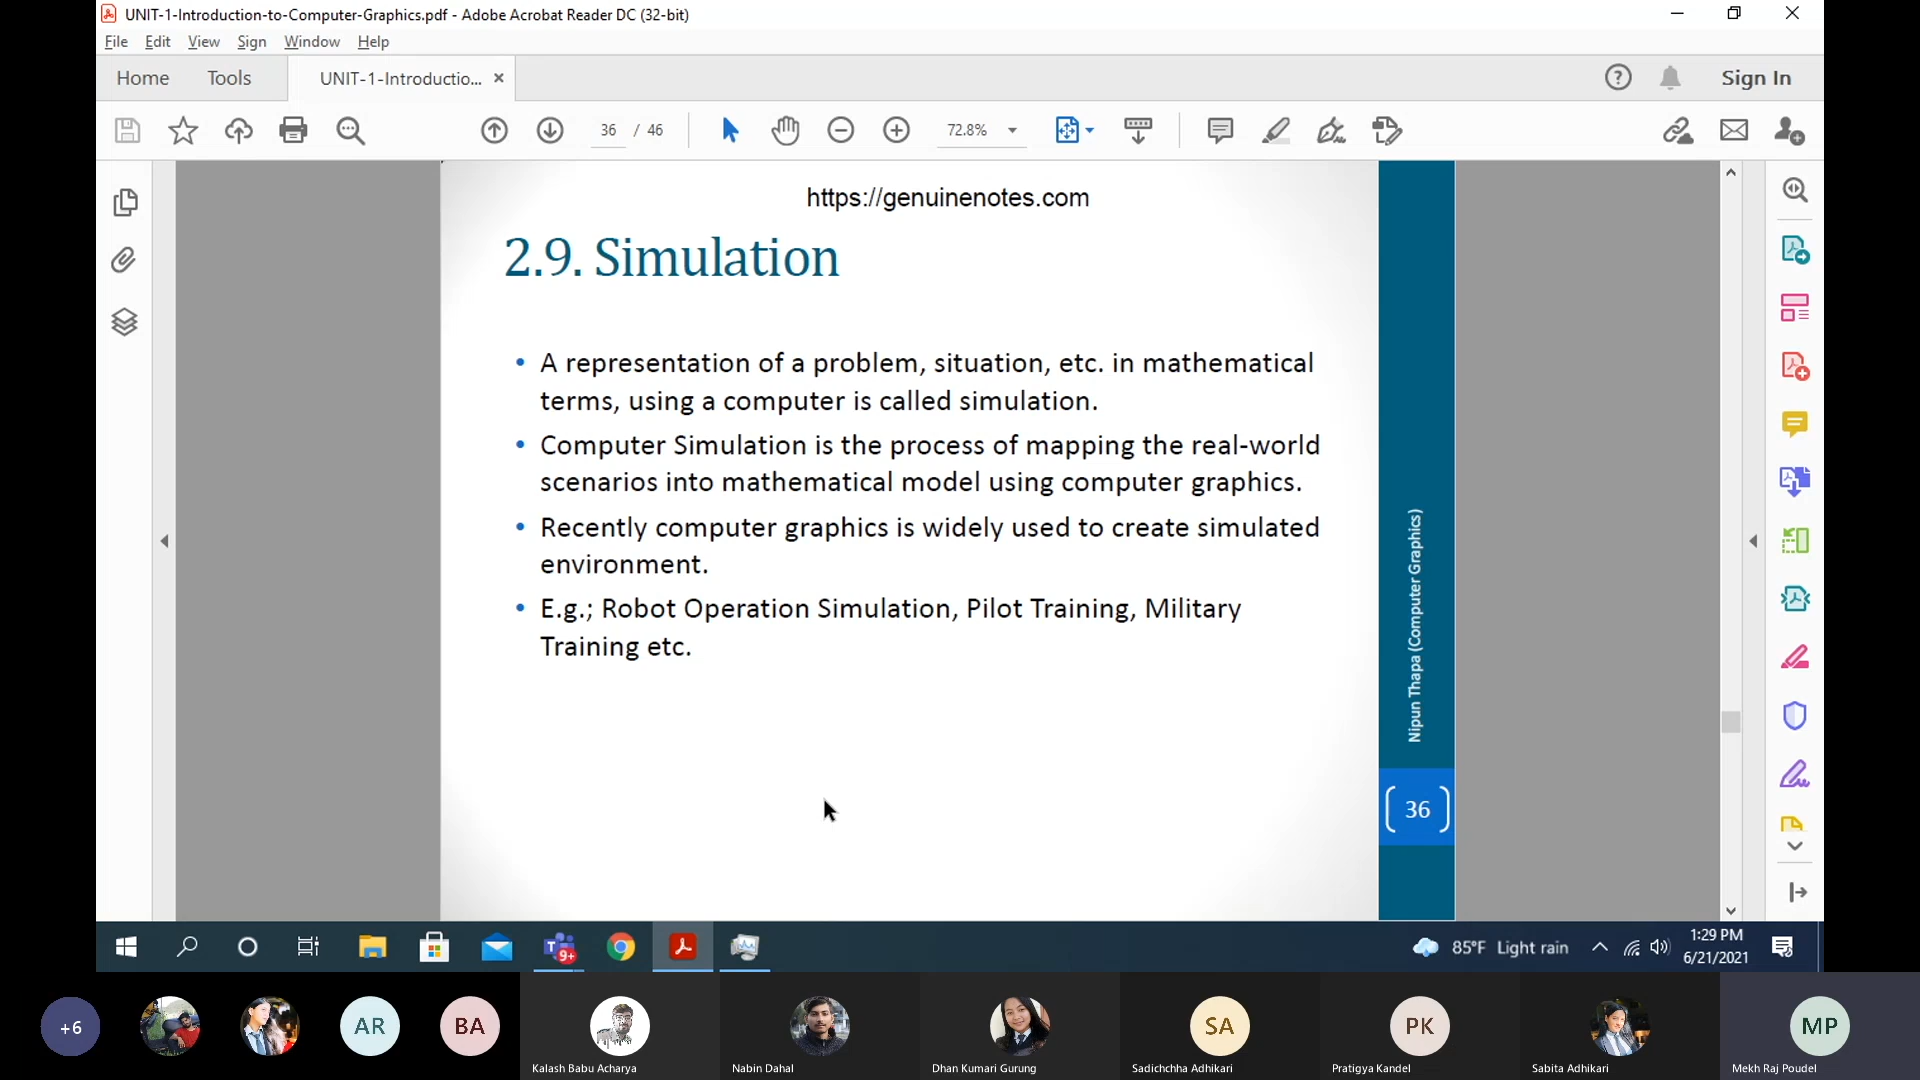 UNIT-1-Introduction-to-Computer-Graphics.pdf - Adobe Acrobat Reader DC (32-bit)
File Edit View Sign Window Help
Home Tools UNIT-1-Introductio... ×
Sign In
36 / 46
72.8%
https://genuinenotes.com
2.9. Simulation
• A representation of a problem, situation, etc. in mathematical
terms, using a computer is called simulation.
• Computer Simulation is the process of mapping the real-world
scenarios into mathematical model using computer graphics.
• Recently computer graphics is widely used to create simulated
environment.
• E.g.; Robot Operation Simulation, Pilot Training, Military
Training etc.
Nipun Thapa (Computer Graphics)
36
9+
85°F Light rain
1:29 PM
6/21/2021
+6
AR
BA
SA
PK
MP
Kalash Babu Acharya
Nabin Dahal
Dhan Kumari Gurung
Sadichchha Adhikari
Pratigya Kandel
Sabita Adhikari
Mekh Raj Poudel